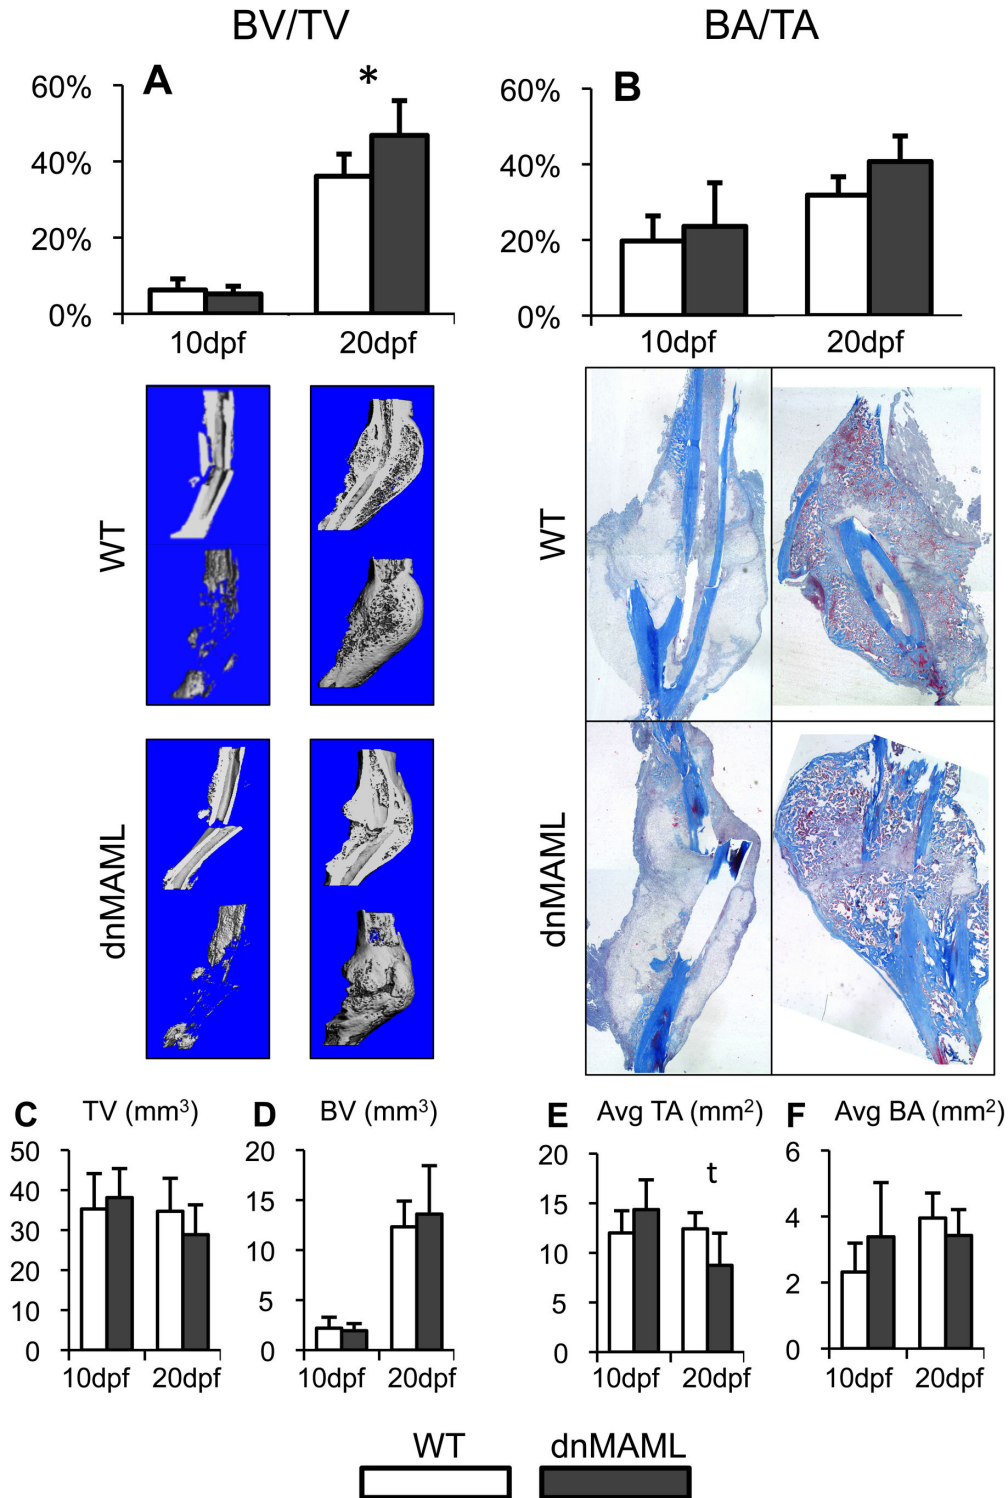 BV/TV
BA/TA
A
*
60%
40%
20%
0%
10dpf
20dpf
B
60%
40%
20%
0%
10dpf
20dpf
WT
dnMAML
WT
dnMAML
C
TV (mm³)
50
40
30
20
10
0
10dpf
20dpf
D
BV (mm³)
20
15
10
5
0
10dpf
20dpf
E
Avg TA (mm²)
20
15
10
5
0
t
10dpf
20dpf
F
Avg BA (mm²)
6
4
2
0
10dpf
20dpf
WT
dnMAML